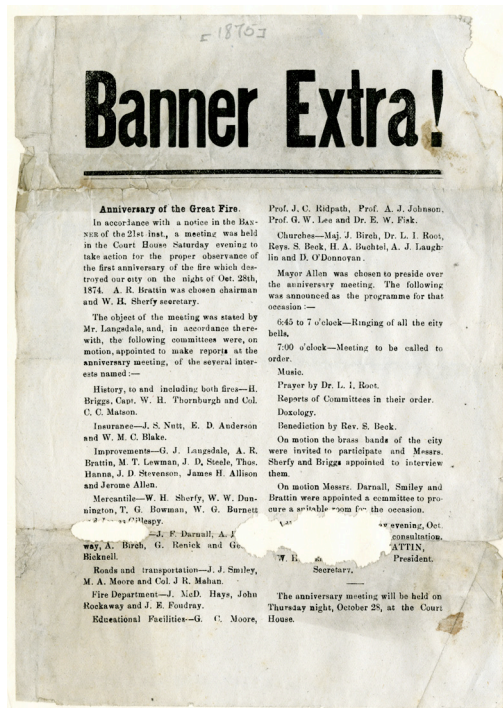 [1875]
Banner Extra!
Anniversary of the Great Fire.
In accordance with a notice in the BAN-
NER of the 21st inst., a meeting was held
in the Court House Saturday evening to
take action for the proper observance of
the first anniversary of the fire which des-
troyed our city on the night of Oct. 28th,
1874. A. R. Brattin was chosen chairman
and W. H. Sherfy secretary.
The object of the meeting was stated by
Mr. Langsdale, and, in accordance there-
with, the following committees were, on
motion, appointed to make reports at the
anniversary meeting, of the several inter-
ests named :—
History, to and including both fires—H.
Briggs, Capt. W. H. Thornburgh and Col.
C. C. Matson.
Insurance—J. S. Nutt, E. D. Anderson
and W. M. C. Blake.
Improvements—G. J. Langsdale, A. R.
Brattin, M. T. Lewman, J. D. Steele, Thos.
Hanna, J. D. Stevenson, James H. Allison
and Jerome Allen.
Mercantile—W. H. Sherfy, W. W. Dun-
nington, T. G. Bowman, W. G. Burnett
Gillespy.
—J. F. Darnall, A.
way, A. Birch, G. Renick and
Bicknell.
Roads and transportation—J. J. Smiley,
M. A. Moore and Col. J R. Mahan.
Fire Department—J. McD. Hays, John
Rockaway and J. E. Foudray.
Educational Facilities—G. C. Moore,
Prof. J. C. Ridpath, Prof. A. J. Johnson,
Prof. G. W. Lee and Dr. E. W. Fisk.
Churches—Maj. J. Birch, Dr. L. I. Root,
Reys. S. Beck, H. A. Buchtel, A. J. Laugh
lin and D. O'Donnoyan.
Mayor Allen was chosen to preside over
the anniversary meeting. The following
was announced as the programme for that
occasion :—
6:45 to 7 o'clock—Ringing of all the city
bells.
7:00 o'clock—Meeting to be called to
order.
Music.
Prayer by Dr. L. I. Root.
Reports of Committees in their order.
Doxology.
Benediction by Rev. S. Beck.
On motion the brass bands of the city
were invited to participate and Messrs.
Sherfy and Briggs appointed to interview
them.
On motion Messrs. Darnall, Smiley and
Brattin were appointed a committee to pro-
cure a suitable room for the occasion.
evening, Oct.
consultation.
ATTIN,
President.
Secretary.
The anniversary meeting will be held on
Thursday night, October 28, at the Court
House.